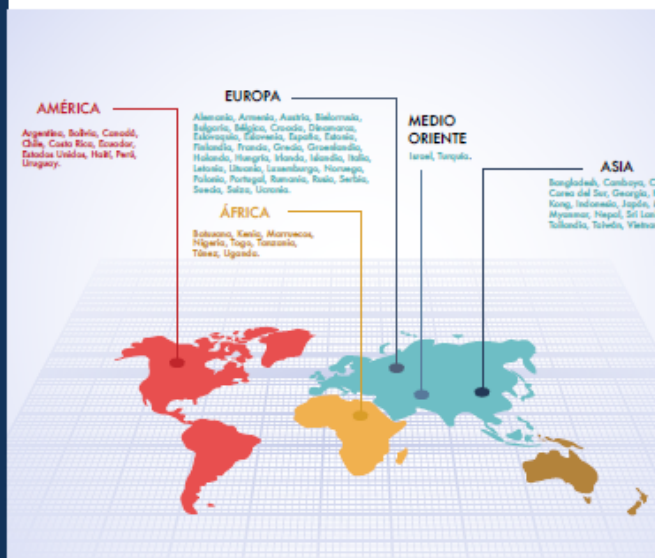 AMÉRICA
Argentina, Bolivia, Canadá,
Chile, Costa Rica, Ecuador,
Estados Unidos, Haití, Perú,
Uruguay.
EUROPA
Alemania, Armenia, Austria, Bielorrusia,
Bulgaria, Bélgica, Croacia, Dinamarca,
Eslovaquia, Eslovenia, España, Estonia,
Finlandia, Francia, Grecia, Groenlandia,
Holanda, Hungría, Irlanda, Islandia, Italia,
Letonia, Lituania, Luxemburgo, Noruega,
Polonia, Portugal, Rumania, Rusia, Serbia,
Suecia, Suiza, Ucrania.
ÁFRICA
Botsuana, Kenia, Marruecos,
Nigeria, Togo, Tanzania,
Túnez, Uganda.
MEDIO
ORIENTE
Israel, Turquía.
ASIA
Bangladesh, Camboya,
Corea del Sur, Georgia,
Kong, Indonesia, Japón,
Myanmar, Nepal, Sri
Tailandia, Taiwán,